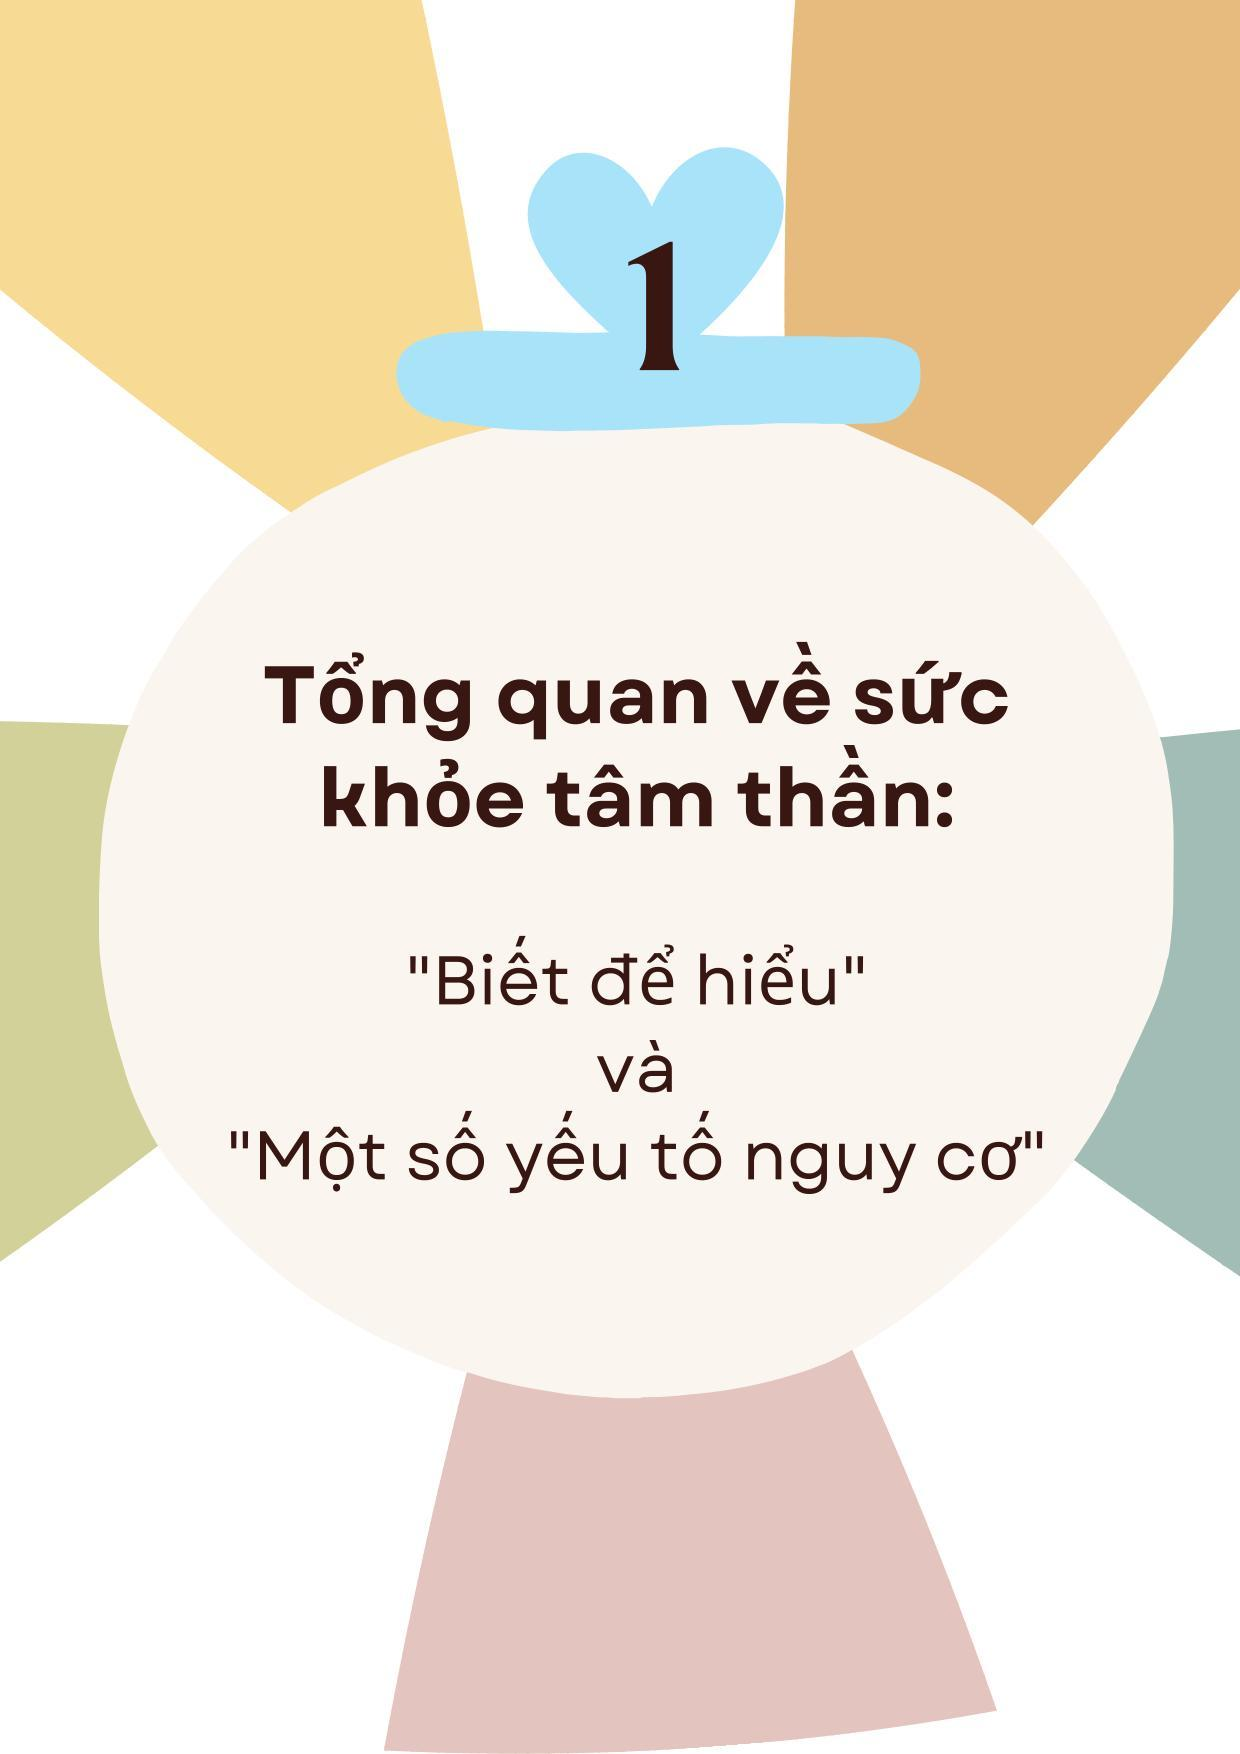 1
Tổng quan về sức
khỏe tâm thần:
"Biết để hiểu"
và
"Một số yếu tố nguy cơ"